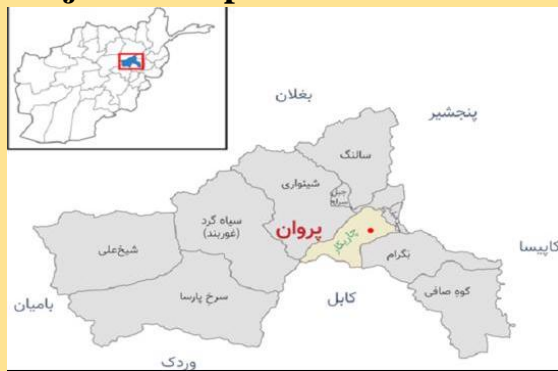 بغلان
پنجشیر
سالنگ
شینواری
جبل
سراج
سیاه گرد
(غوربند)
پروان
چاریکار
کاپیسا
شیخ‌علی
بگرام
کوه صافی
سرخ پارسا
کابل
بامیان
وردک